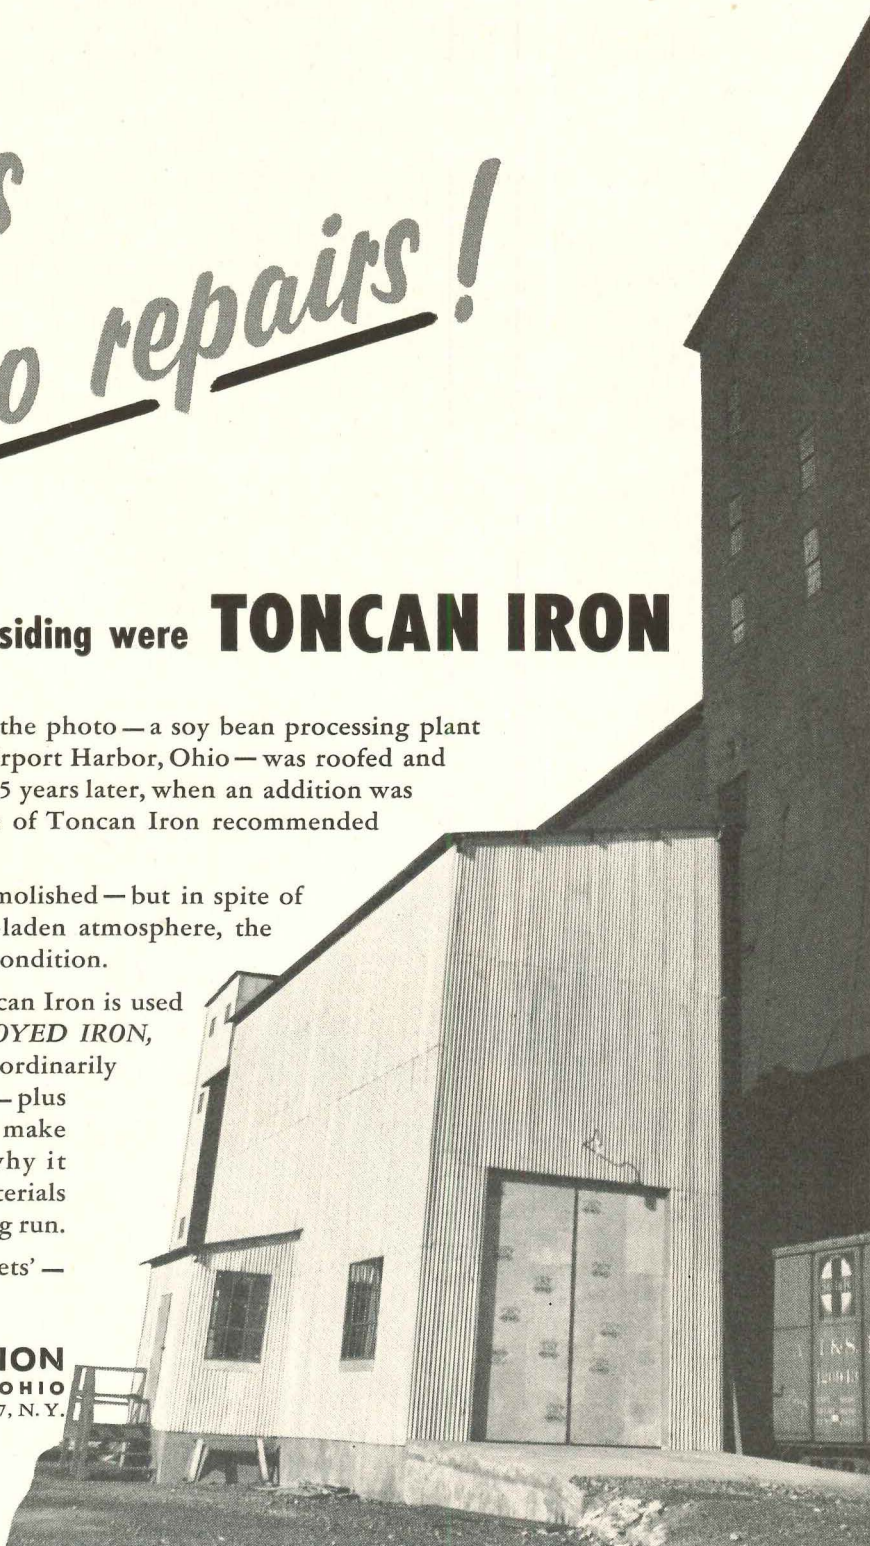 s
o repairs!
siding were TONCAN IRON
the photo—a soy bean processing plant
rport Harbor, Ohio—was roofed and
5 years later, when an addition was
of Toncan Iron recommended
molished—but in spite of
laden atmosphere, the
ondition.
can Iron is used
OYED IRON,
ordinarily
—plus
make
hy it
terials
g run.
ets’—
ION
OHIO
7, N. Y.